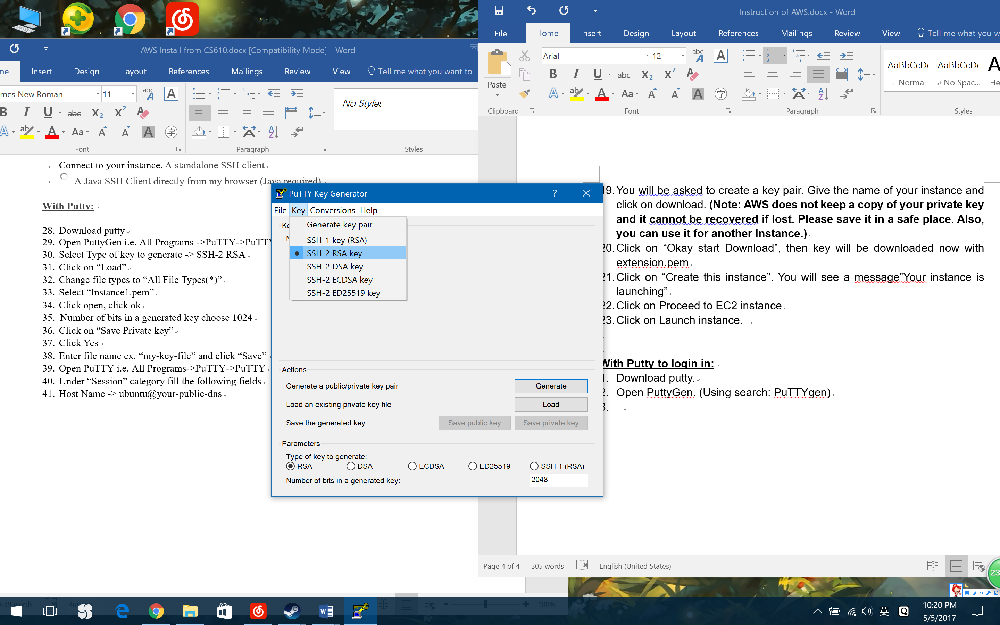 Instruction of AWS.docx - Word
File Home Insert Design Layout References Mailings Review View Tell me what you w
Arial 12
Paste
Clipboard Font Paragraph Styles
AaBbCcDc AaBbCcDc
Normal No Spac... He
AWS Install from CS610.docx [Compatibility Mode] - Word
me Insert Design Layout References Mailings Review View Tell me what you want to
mes New Roman 11
No Styles
Font Paragraph Styles
Connect to your instance. A standalone SSH client
A Java SSH Client directly from my browser (Java required)
With Putty:
28. Download putty
29. Open PuttyGen i.e. All Programs ->PuTTY->PuTTY
30. Select Type of key to generate -> SSH-2 RSA
31. Click on “Load”
32. Change file types to “All File Types(*)”
33. Select “Instance1.pem”
34. Click open, click ok
35. Number of bits in a generated key choose 1024
36. Click on “Save Private key”
37. Click Yes
38. Enter file name ex. “my-key-file” and click “Save”
39. Open PuTTY i.e. All Programs->PuTTY->PuTTY
40. Under “Session” category fill the following fields
41. Host Name -> ubuntu@your-public-dns
PuTTY Key Generator
File Key Conversions Help
Generate key pair
SSH-1 key (RSA)
SSH-2 RSA key
SSH-2 DSA key
SSH-2 ECDSA key
SSH-2 ED25519 key
Actions
Generate a public/private key pair Generate
Load an existing private key file Load
Save the generated key Save public key Save private key
Parameters
Type of key to generate:
RSA DSA ECDSA ED25519 SSH-1 (RSA)
Number of bits in a generated key: 2048
19. You will be asked to create a key pair. Give the name of your instance and
click on download. (Note: AWS does not keep a copy of your private key
and it cannot be recovered if lost. Please save it in a safe place. Also,
you can use it for another Instance.)
20. Click on “Okay start Download”, then key will be downloaded now with
extension.pem
21. Click on “Create this instance”. You will see a message”Your instance is
launching”
22. Click on Proceed to EC2 instance
23. Click on Launch instance.
With Putty to login in:
1. Download putty.
2. Open PuttyGen. (Using search: PuTTYgen)
3.
Page 4 of 4 305 words English (United States)
23
英
639 words 100%
英
10:20 PM
5/5/2017